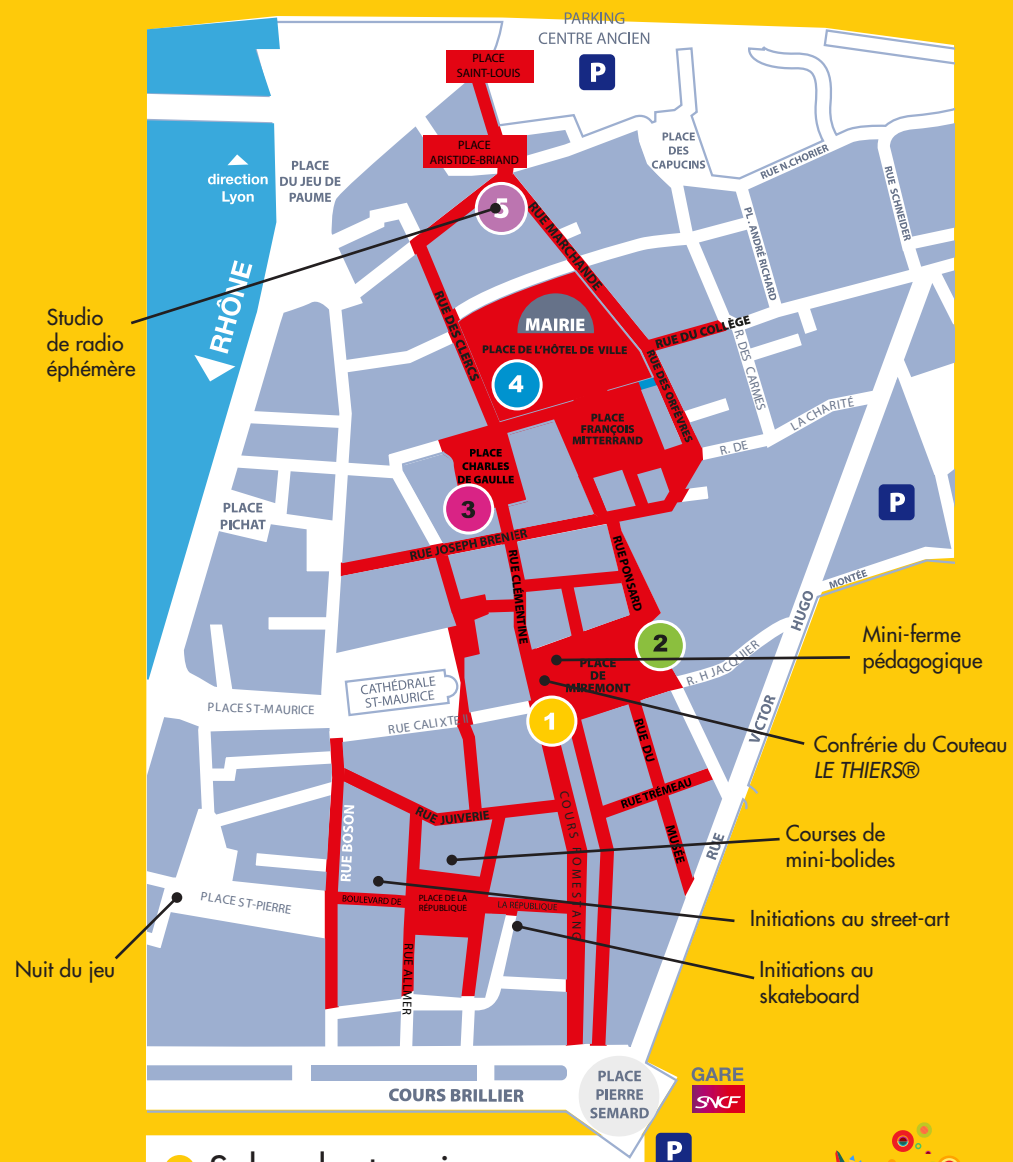 PARKING
CENTRE ANCIEN
P
PLACE
SAINT-LOUIS
PLACE
ARISTIDE-BRIAND
PLACE
DES
CAPUCINS
RUE N.CHORIER
RUE SCHNEIDER
PL. ANDRÉ RICHARD
direction
Lyon
PLACE
DU JEU DE
PAUME
RHÔNE
5
RUE MARCHANDE
Studio
de radio
éphémère
RUE DES CLERCS
MAIRIE
PLACE DE L'HÔTEL DE VILLE
RUE DU COLLÈGE
R. DES CARMES
RUE DES ORFÈVRES
4
PLACE
FRANÇOIS
MITTERRAND
R. DE
LA CHARITÉ
PLACE
CHARLES
DE GAULLE
3
PLACE
PICHAT
P
RUE JOSEPH BRENIER
RUE CLÉMENTINE
RUE PONSARD
MONTÉE
HUGO
VICTOR
RUE
2
R. H JACQUIER
Mini-ferme
pédagogique
PLACE
DE
MIREMONT
CATHÉDRALE
ST-MAURICE
PLACE ST-MAURICE
RUE CALIXTE II
1
Confrérie du Couteau
LE THIERS®
RUE DU
MUSÉE
RUE TRÉMEAU
RUE JUIVERIE
COURS ROMESTANG
RUE BOSON
Courses de
mini-bolides
PLACE ST-PIERRE
BOULEVARD DE
PLACE DE LA
RÉPUBLIQUE
LA RÉPUBLIQUE
Initiations au street-art
RUE ALLMER
Nuit du jeu
Initiations au
skateboard
COURS BRILLIER
PLACE
PIERRE
SEMARD
GARE
SNCF
P